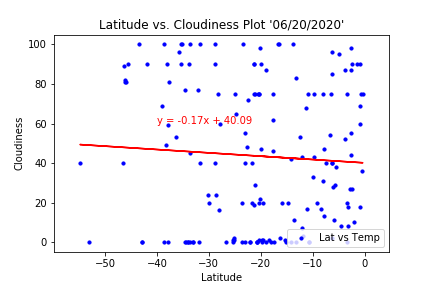 Latitude vs. Cloudiness Plot '06/20/2020'
100
80
60
40
20
0
Cloudiness
y = -0.17x + 40.09
Lat vs Temp
−50
−40
−30
−20
−10
0
Latitude